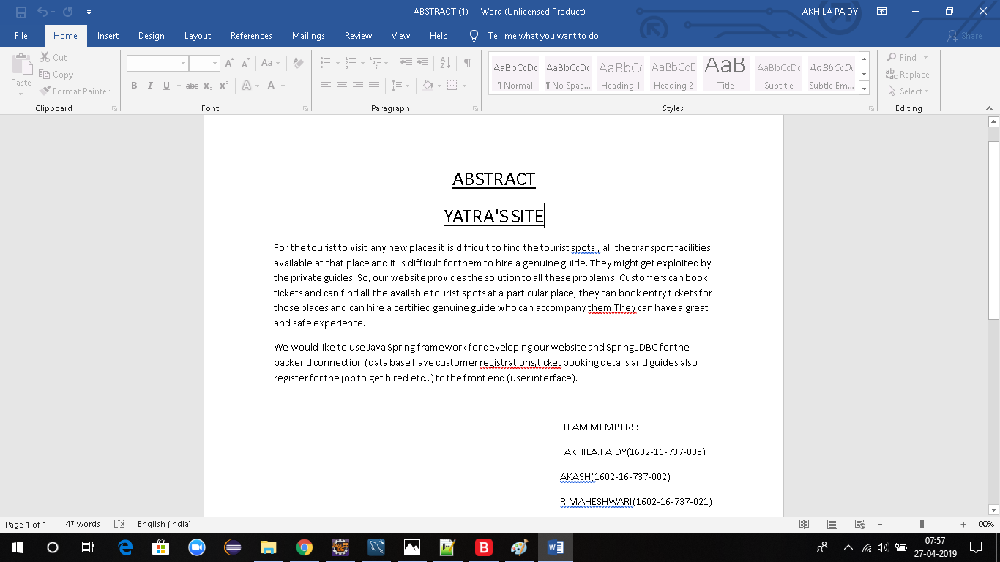 ABSTRACT (1) - Word (Unlicensed Product)
AKHILA PAIDY
File Home Insert Design Layout References Mailings Review View Help Tell me what you want to do Share
Paste
Cut
Copy
Format Painter
Clipboard
Aa
B I U abc x₂ x² A A
Font
Paragraph
AaBbCcDc AaBbCcDc AaBbCc AaBbCcE AaB AaBbCcD AaBbCcD
¶ Normal ¶ No Spac... Heading 1 Heading 2 Title Subtitle Subtle Em...
Styles
Find
Replace
Select
Editing
ABSTRACT
YATRA'S SITE
For the tourist to visit any new places it is difficult to find the tourist spots , all the transport facilities
available at that place and it is difficult for them to hire a genuine guide. They might get exploited by
the private guides. So, our website provides the solution to all these problems. Customers can book
tickets and can find all the available tourist spots at a particular place, they can book entry tickets for
those places and can hire a certified genuine guide who can accompany them.They can have a great
and safe experience.
We would like to use Java Spring framework for developing our website and Spring JDBC for the
backend connection (data base have customer registrations,ticket booking details and guides also
register for the job to get hired etc..) to the front end (user interface).
TEAM MEMBERS:
AKHILA.PAIDY(1602-16-737-005)
AKASH(1602-16-737-002)
R.MAHESHWARI(1602-16-737-021)
Page 1 of 1 147 words English (India) 100%
07:57
27-04-2019